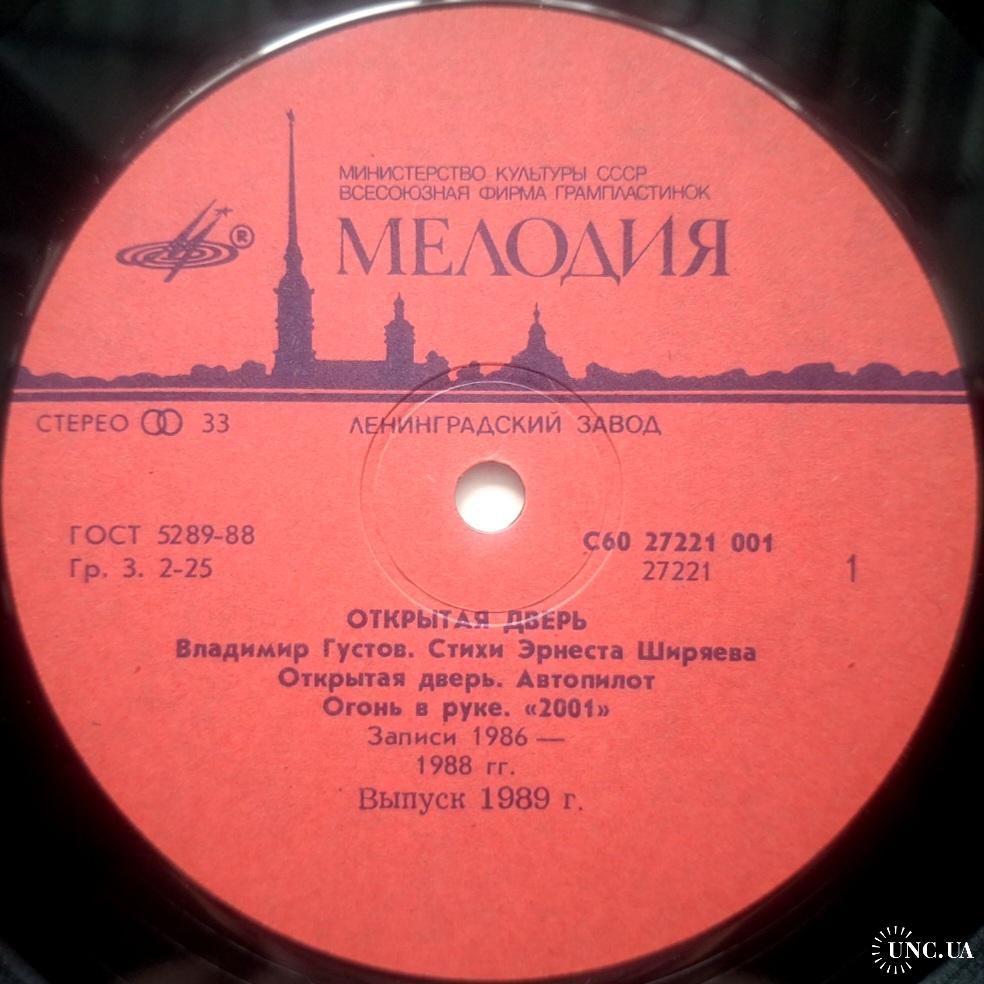 МИНИСТЕРСТВО КУЛЬТУРЫ СССР
ВСЕСОЮЗНАЯ ФИРМА ГРАМПЛАСТИНОК
МЕЛОДИЯ
®
СТЕРЕО 33 ЛЕНИНГРАДСКИЙ ЗАВОД
ГОСТ 5289-88 С60 27221 001
Гр. 3. 2-25 27221 1
ОТКРЫТАЯ ДВЕРЬ
Владимир Густов. Стихи Эрнеста Ширяева
Открытая дверь. Автопилот
Огонь в руке. «2001»
Записи 1986 —
1988 гг.
Выпуск 1989 г.
UNC.UA